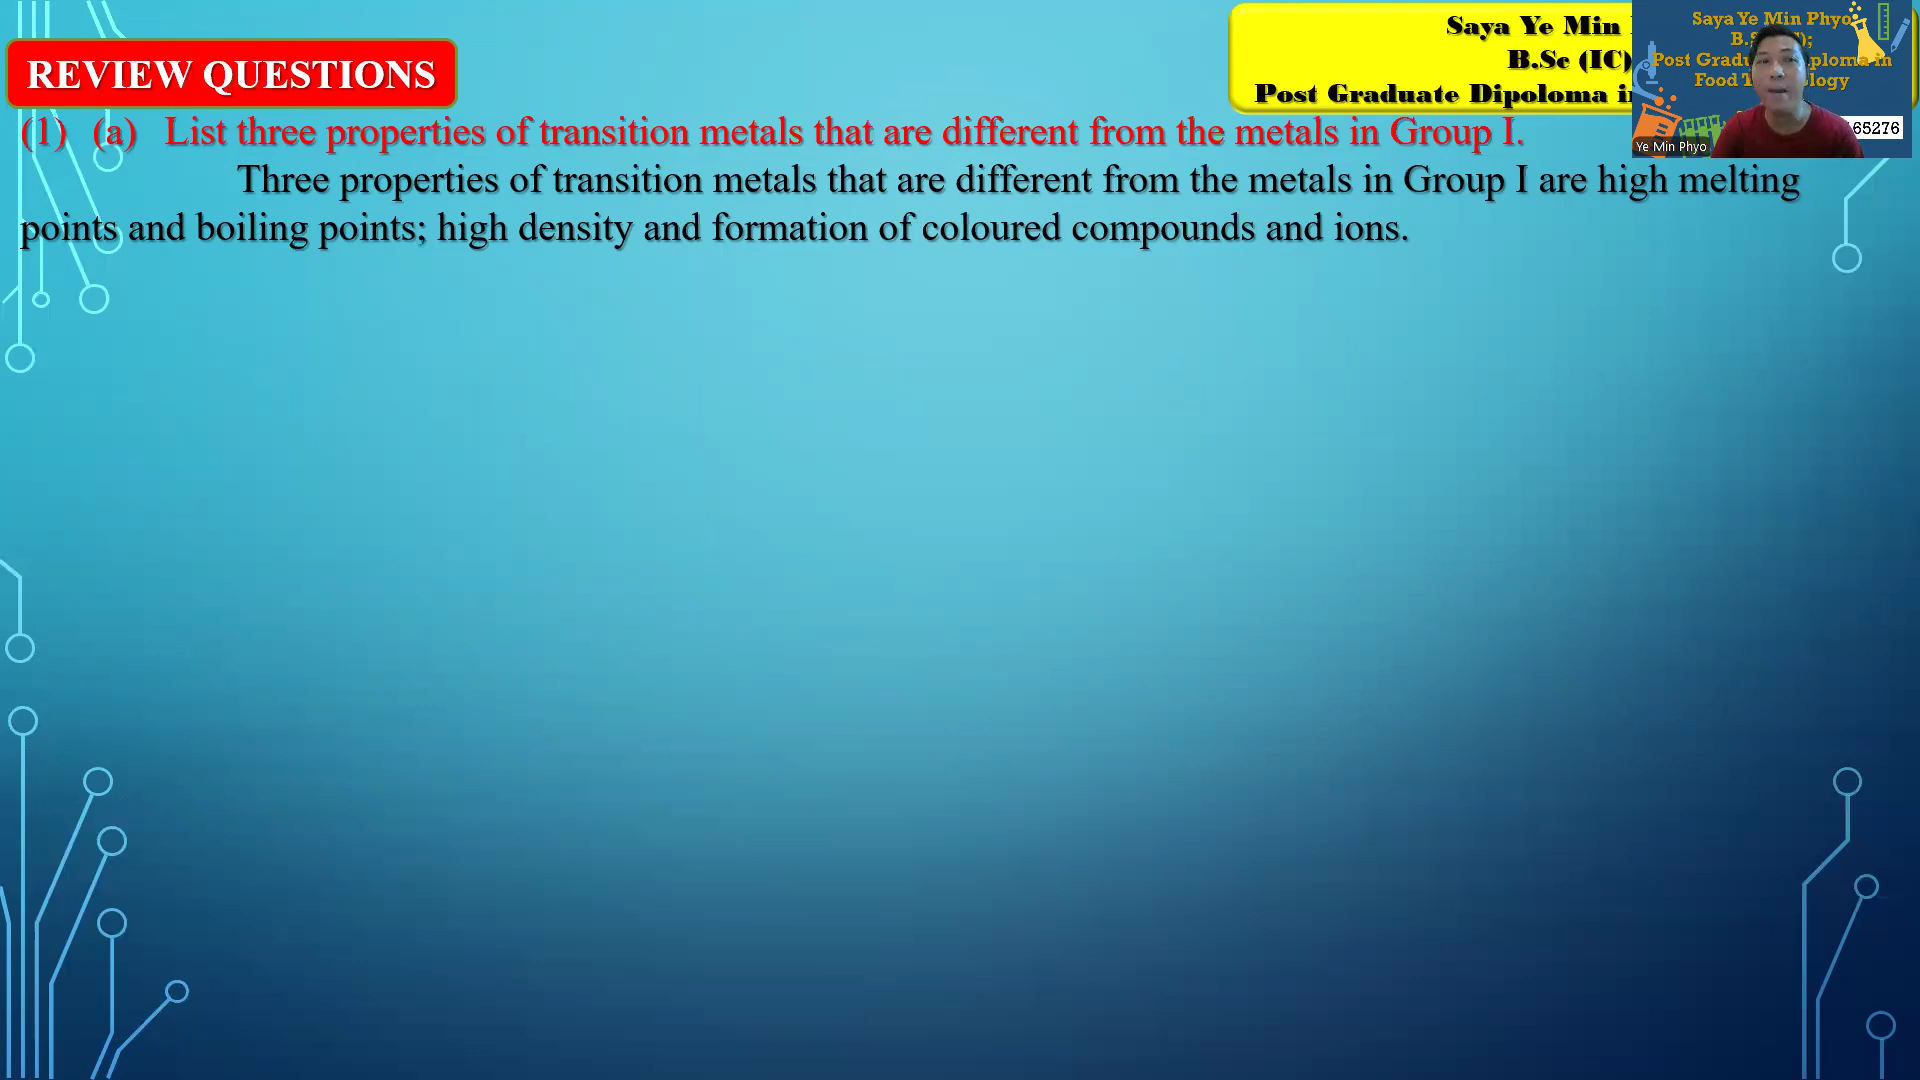 REVIEW QUESTIONS
Saya Ye Min
B.Sc (IC)
Post Graduate Dipoloma
Saya Ye Min Phyo
Post
in
Food
65276
Ye Min Phyo
(1) (a) List three properties of transition metals that are different from the metals in Group I.
Three properties of transition metals that are different from the metals in Group I are high melting
points and boiling points; high density and formation of coloured compounds and ions.